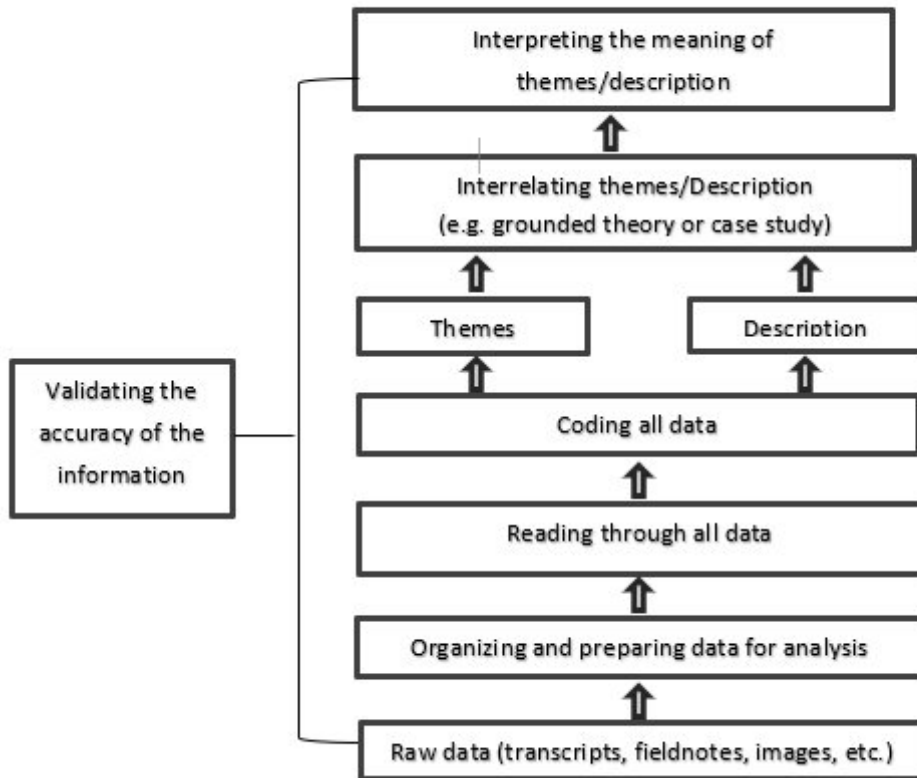 Interpreting the meaning of
themes/description
Interrelating themes/Description
(e.g. grounded theory or case study)
Themes
Description
Validating the
accuracy of the
information
Coding all data
Reading through all data
Organizing and preparing data for analysis
Raw data (transcripts, fieldnotes, images, etc.)